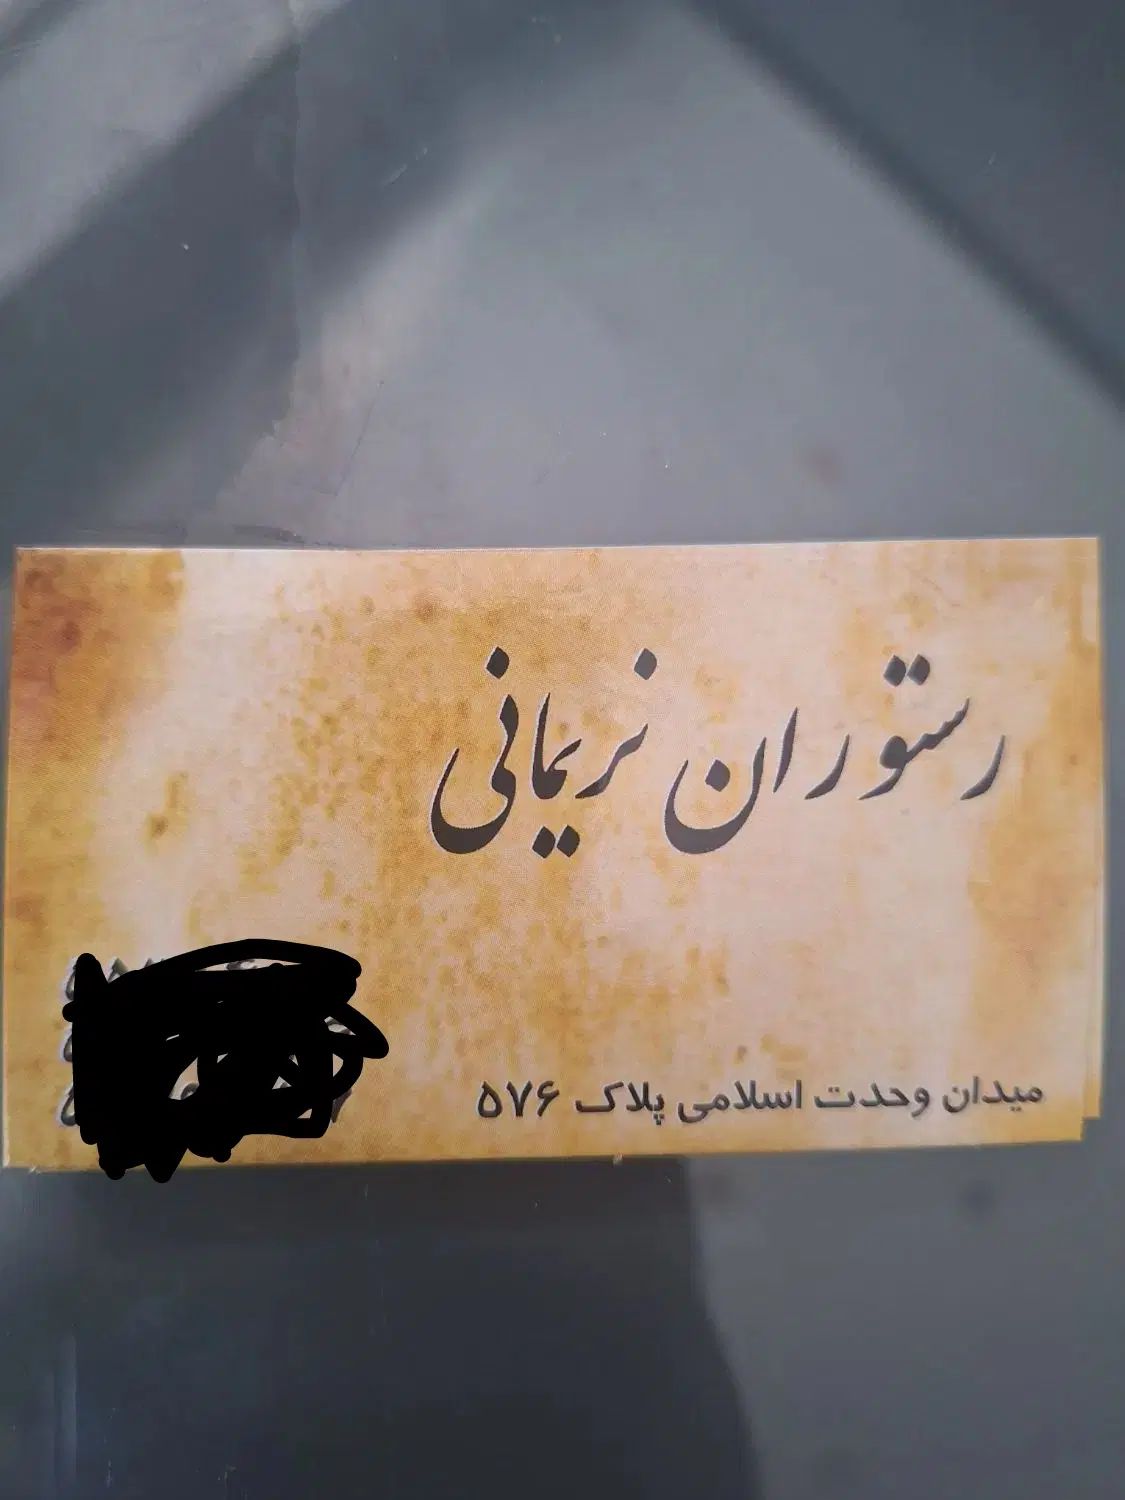 رستوران نریمانی
میدان وحدت اسلامی پلاک ۵۷۶